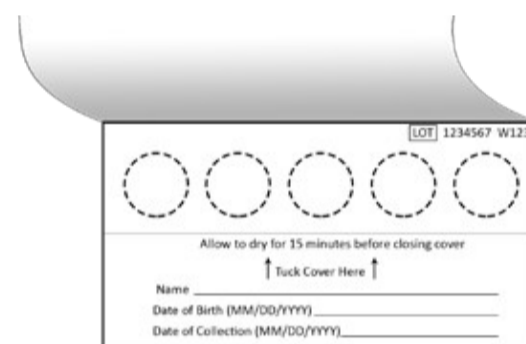 LOT 1234567 W123
Allow to dry for 15 minutes before closing cover
↑ Tuck Cover Here ↑
Name
Date of Birth (MM/DD/YYYY)
Date of Collection (MM/DD/YYYY)